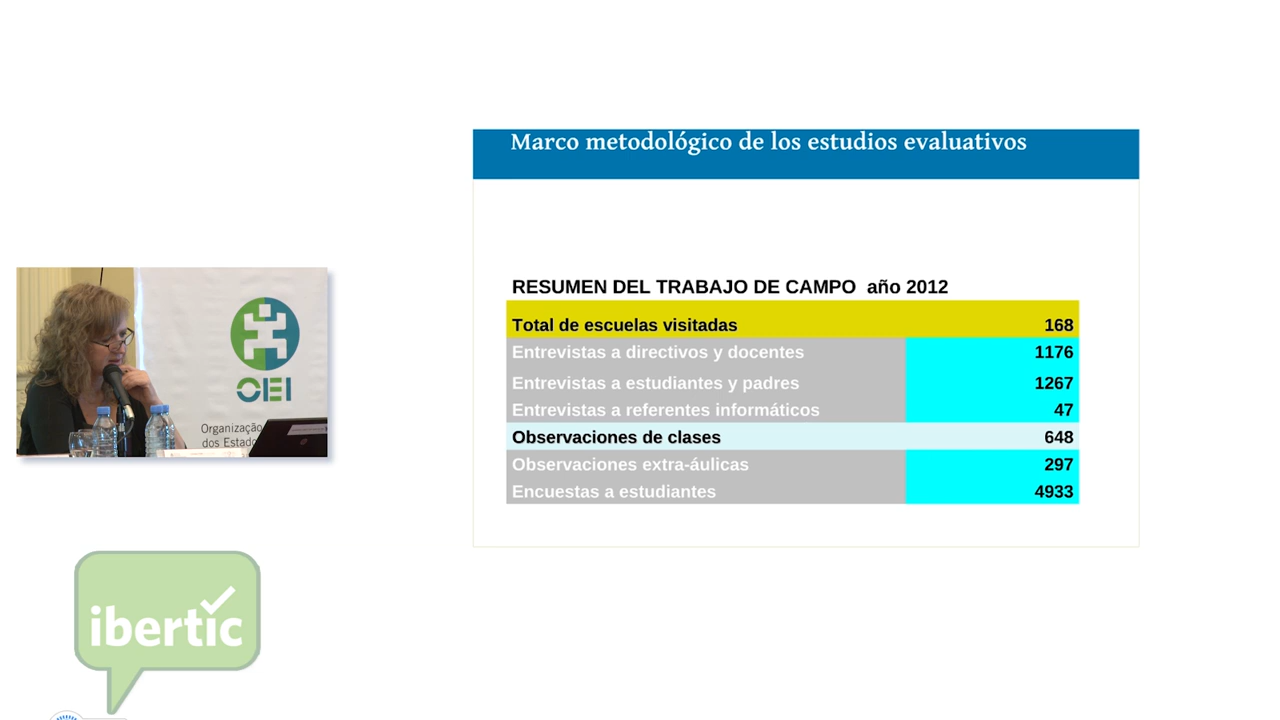 Marco metodológico de los estudios evaluativos
RESUMEN DEL TRABAJO DE CAMPO año 2012
Total de escuelas visitadas 168
Entrevistas a directivos y docentes 1176
Entrevistas a estudiantes y padres 1267
Entrevistas a referentes informáticos 47
Observaciones de clases 648
Observaciones extra-áulicas 297
Encuestas a estudiantes 4933
OEI
Organização
dos Estado
ibertic